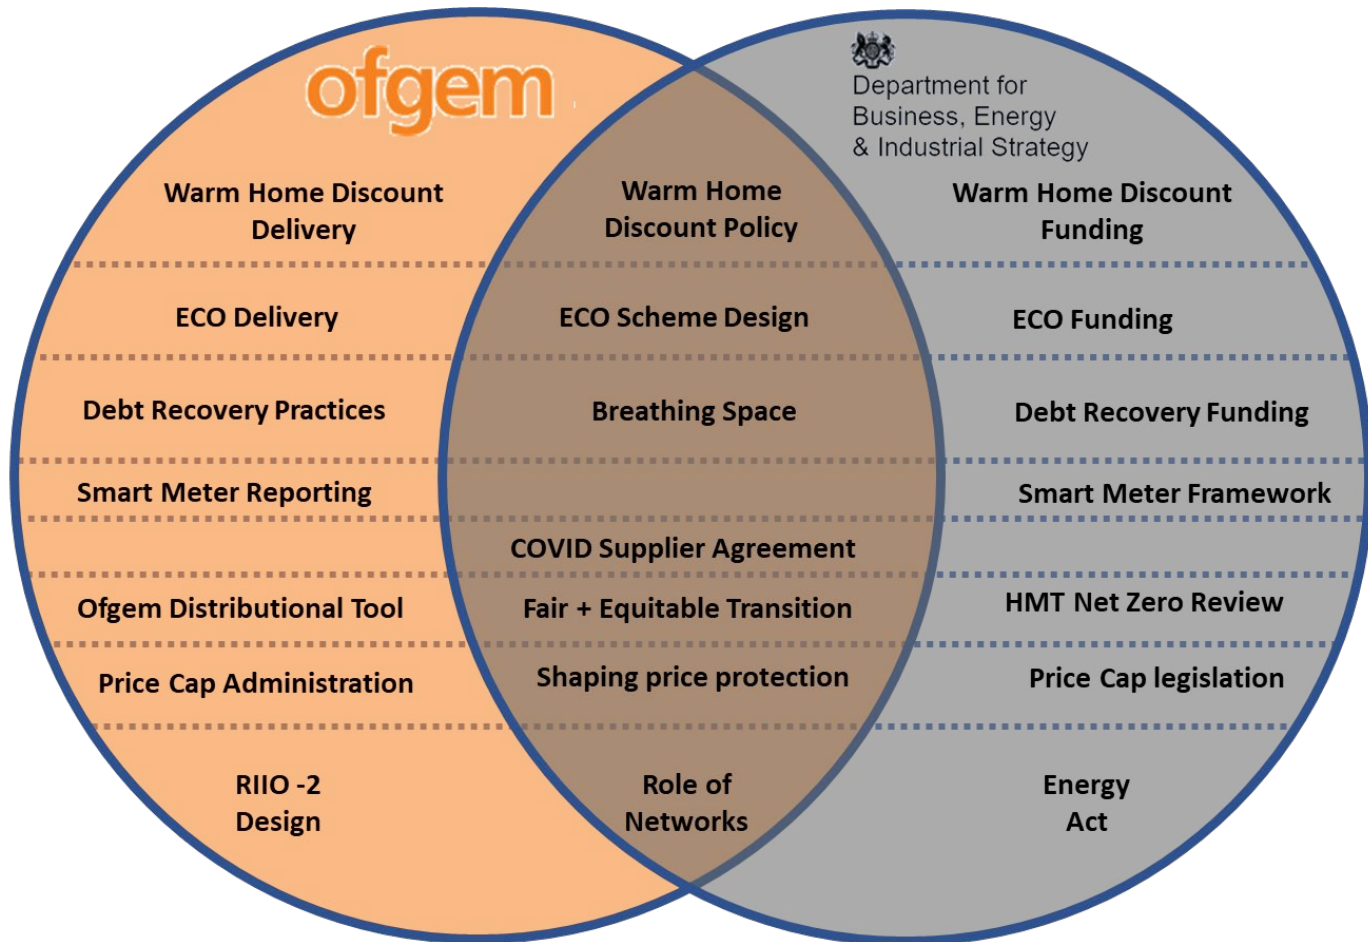 ofgem
Department for
Business, Energy
& Industrial Strategy
Warm Home Discount
Delivery
Warm Home
Discount Policy
Warm Home Discount
Funding
ECO Delivery
ECO Scheme Design
ECO Funding
Debt Recovery Practices
Breathing Space
Debt Recovery Funding
Smart Meter Reporting
Smart Meter Framework
COVID Supplier Agreement
Ofgem Distributional Tool
Fair + Equitable Transition
HMT Net Zero Review
Price Cap Administration
Shaping price protection
Price Cap legislation
RIIO -2
Design
Role of
Networks
Energy
Act